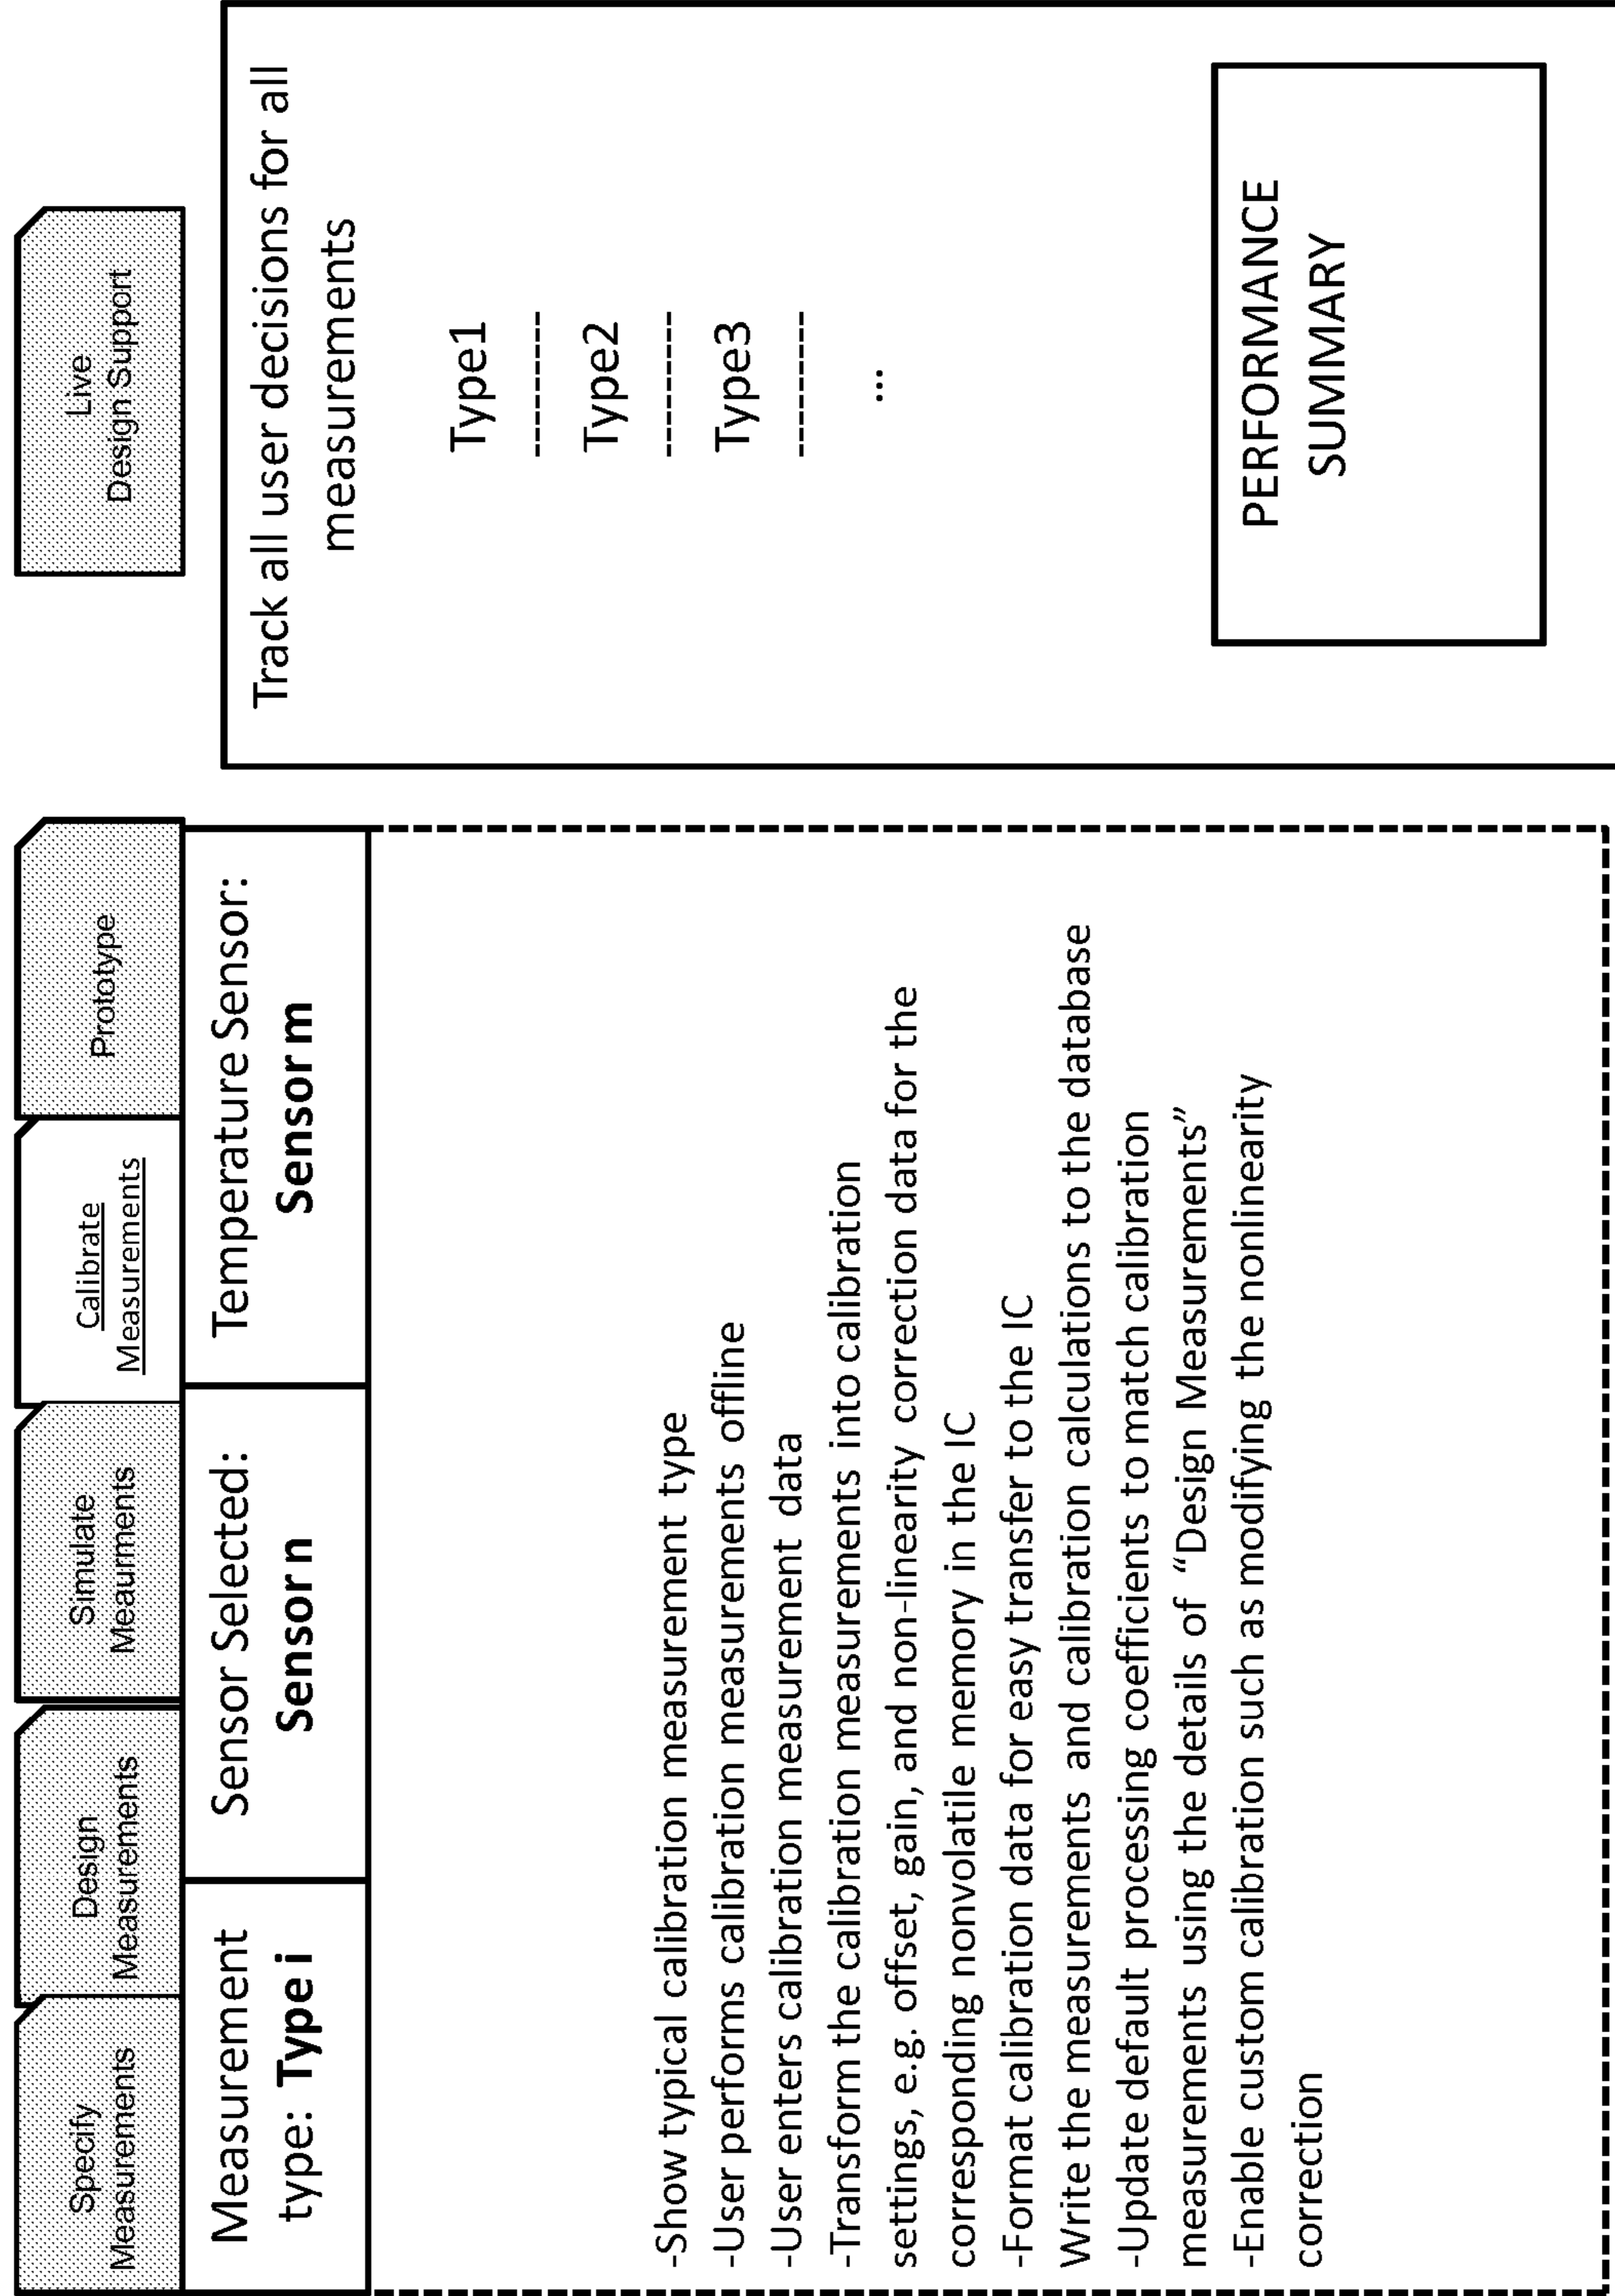 Specify
Measurements
Design
Measurements
Simulate
Meaurments
Calibrate
Measurements
Prototype
Live
Design Support
Measurement
type: Type i
Sensor Selected:
Sensor n
Temperature Sensor:
Sensor m
-Show typical calibration measurement type
-User performs calibration measurements offline
-User enters calibration measurement data
-Transform the calibration measurements into calibration
settings, e.g. offset, gain, and non-linearity correction data for the
corresponding nonvolatile memory in the IC
-Format calibration data for easy transfer to the IC
Write the measurements and calibration calculations to the database
-Update default processing coefficients to match calibration
measurements using the details of “Design Measurements”
-Enable custom calibration such as modifying the nonlinearity
correction
Track all user decisions for all
measurements
Type1
----------
Type2
----------
Type3
----------
...
PERFORMANCE
SUMMARY